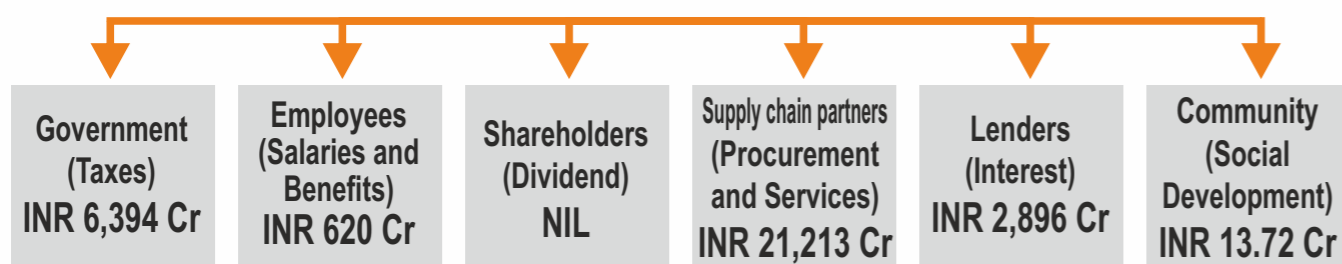 Government
(Taxes)
INR 6,394 Cr
Employees
(Salaries and
Benefits)
INR 620 Cr
Shareholders
(Dividend)
NIL
Supply chain partners
(Procurement
and Services)
INR 21,213 Cr
Lenders
(Interest)
INR 2,896 Cr
Community
(Social
Development)
INR 13.72 Cr